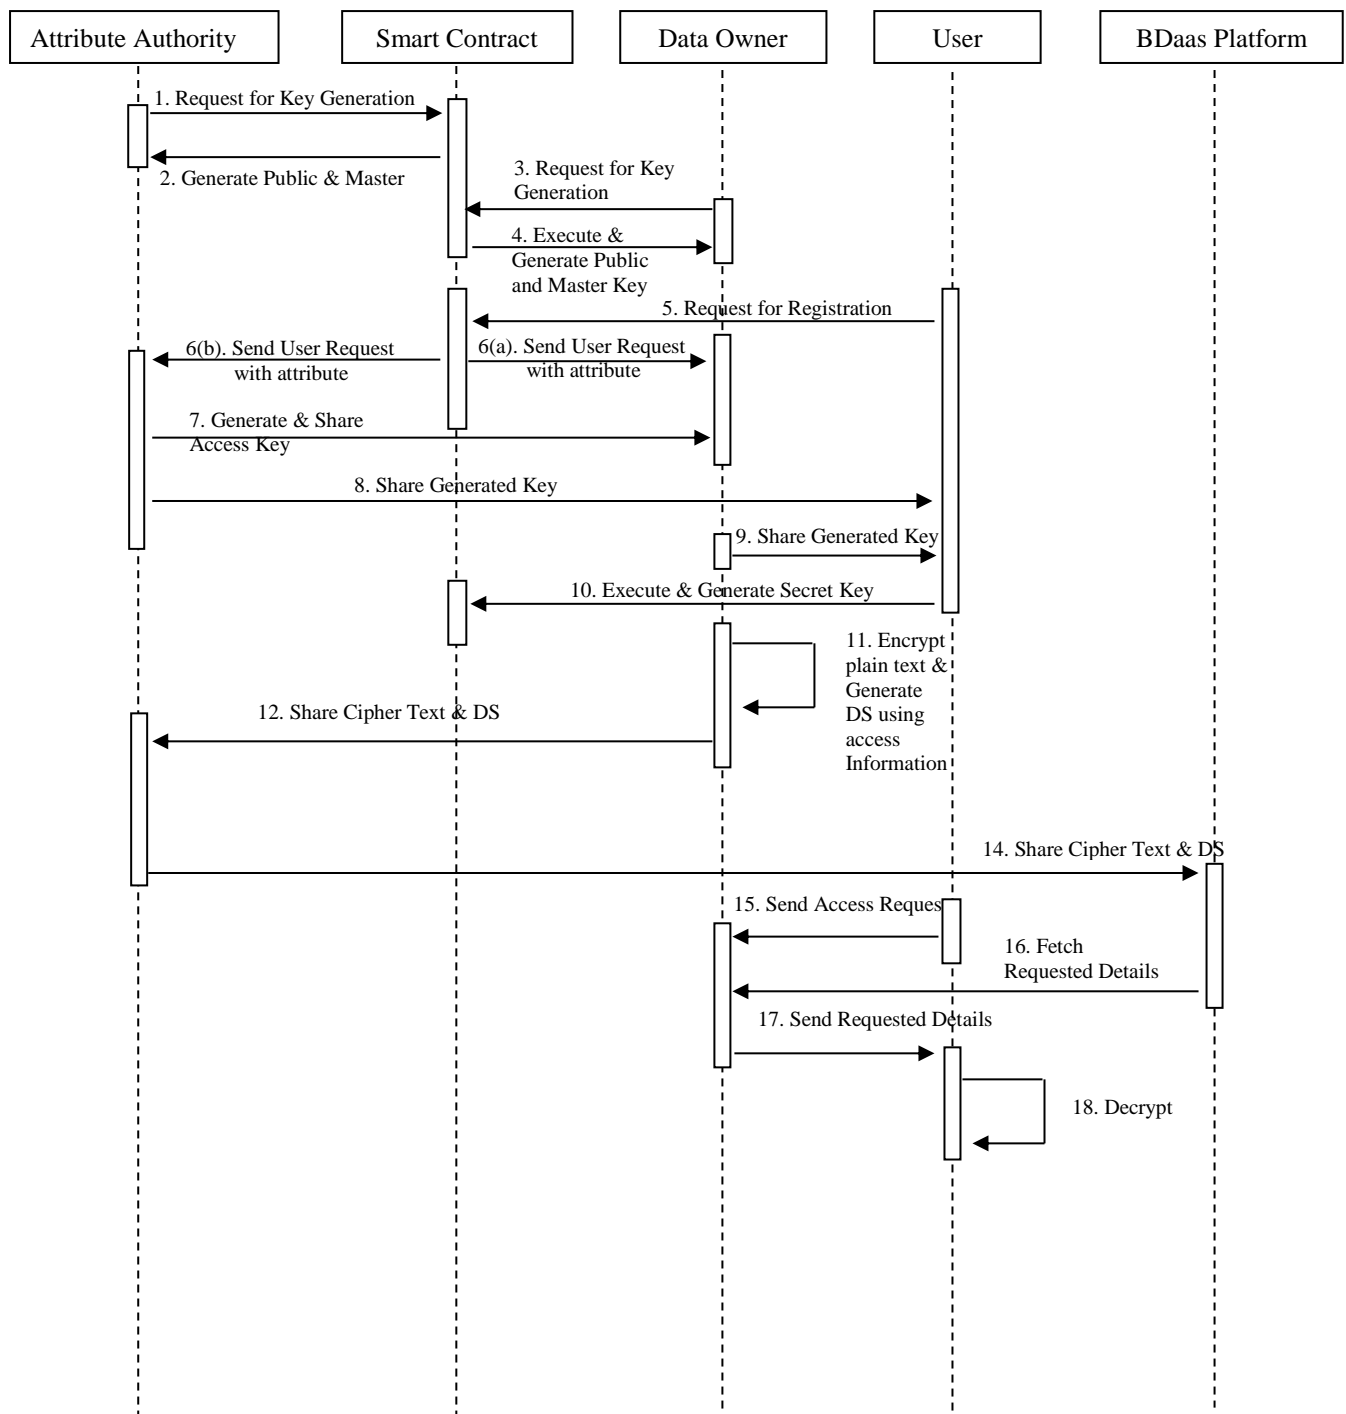 Attribute Authority
Smart Contract
Data Owner
User
BDaas Platform
1. Request for Key Generation
2. Generate Public & Master
3. Request for Key
Generation
4. Execute &
Generate Public
and Master Key
5. Request for Registration
6(b). Send User Request
with attribute
6(a). Send User Request
with attribute
7. Generate & Share
Access Key
8. Share Generated Key
9. Share Generated Key
10. Execute & Generate Secret Key
11. Encrypt
plain text &
Generate
DS using
access
Information
12. Share Cipher Text & DS
14. Share Cipher Text & DS
15. Send Access Reques
16. Fetch
Requested Details
17. Send Requested Details
18. Decrypt